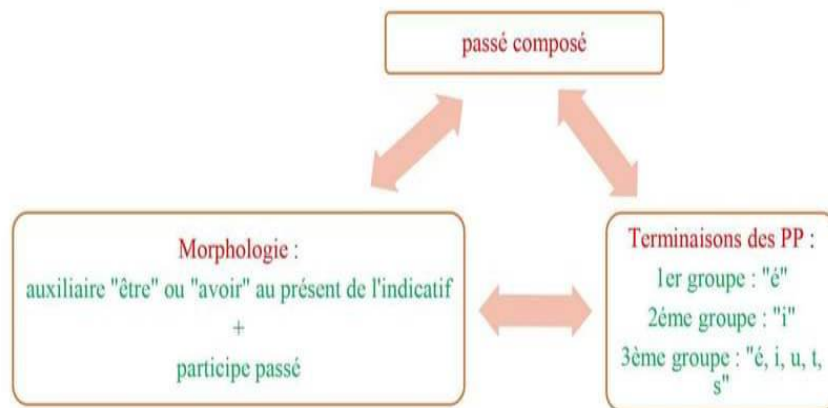 passé composé
Morphologie :
auxiliaire "être" ou "avoir" au présent de l'indicatif
+
participe passé
Terminaisons des PP :
1er groupe : "é"
2éme groupe : "i"
3ème groupe : "é, i, u, t,
s"